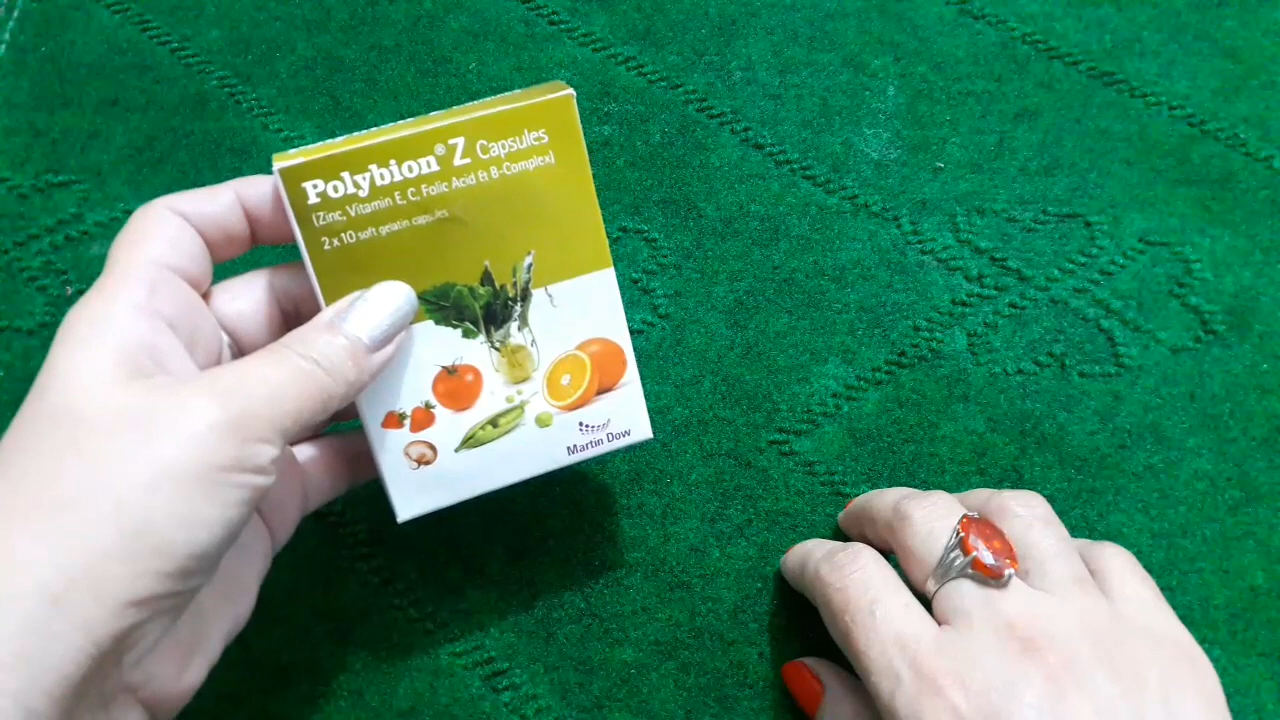 Polybion® Z Capsules
(Zinc, Vitamin E, C, Folic Acid & B-Complex)
2 x 10 soft gelatin capsules
Martin Dow